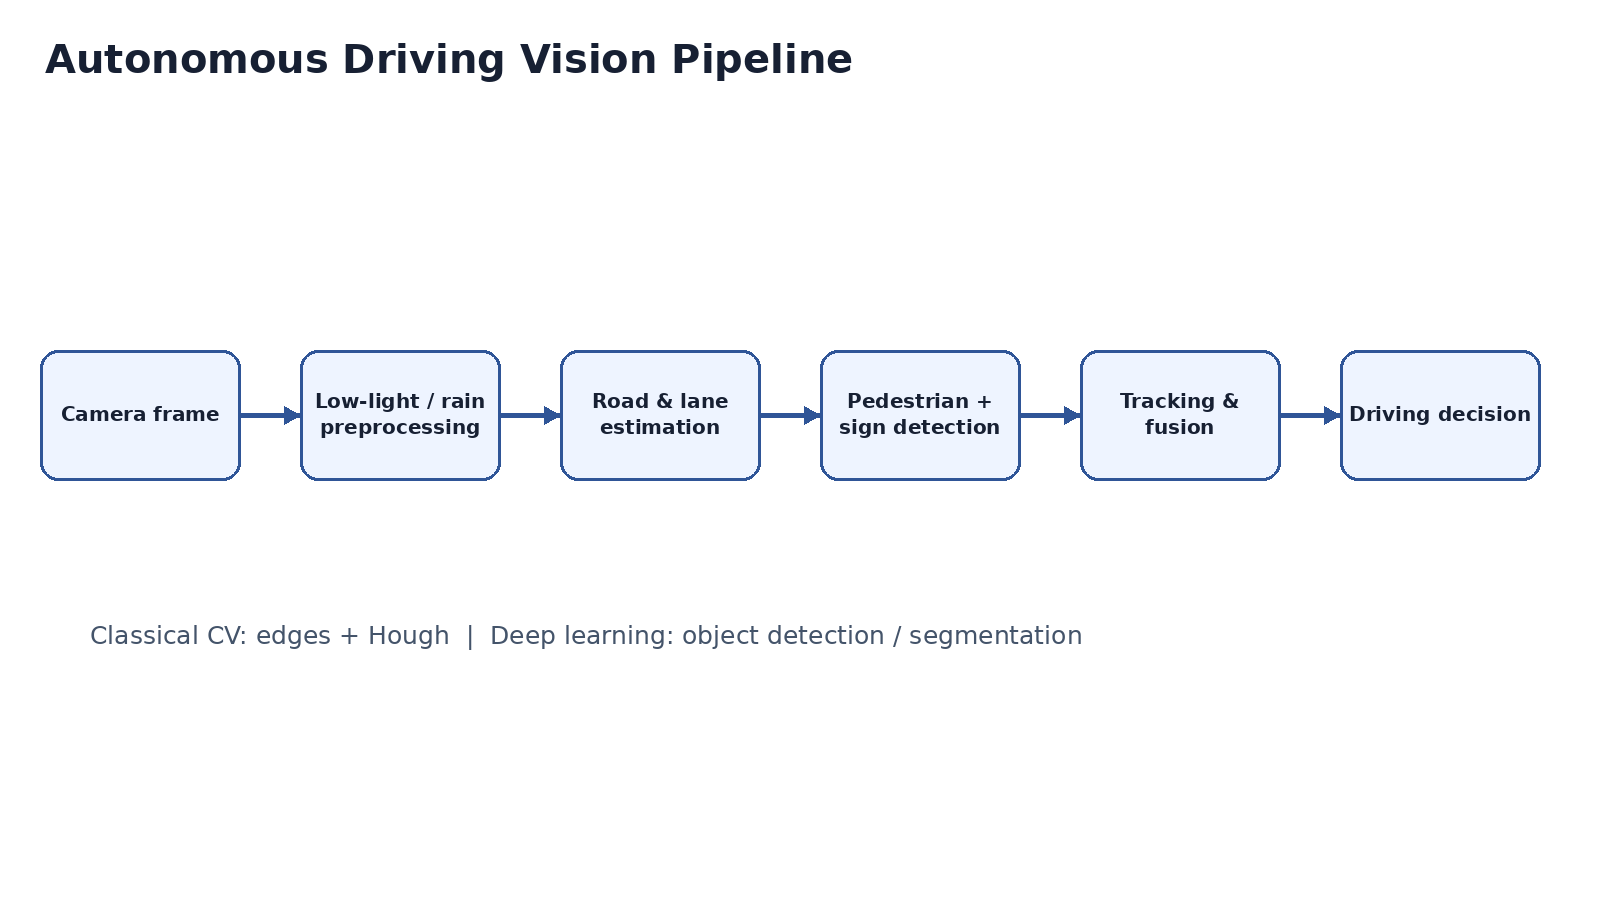 Autonomous Driving Vision Pipeline
Camera frame
Low-light / rain
preprocessing
Road & lane
estimation
Pedestrian +
sign detection
Tracking &
fusion
Driving decision
Classical CV: edges + Hough | Deep learning: object detection / segmentation